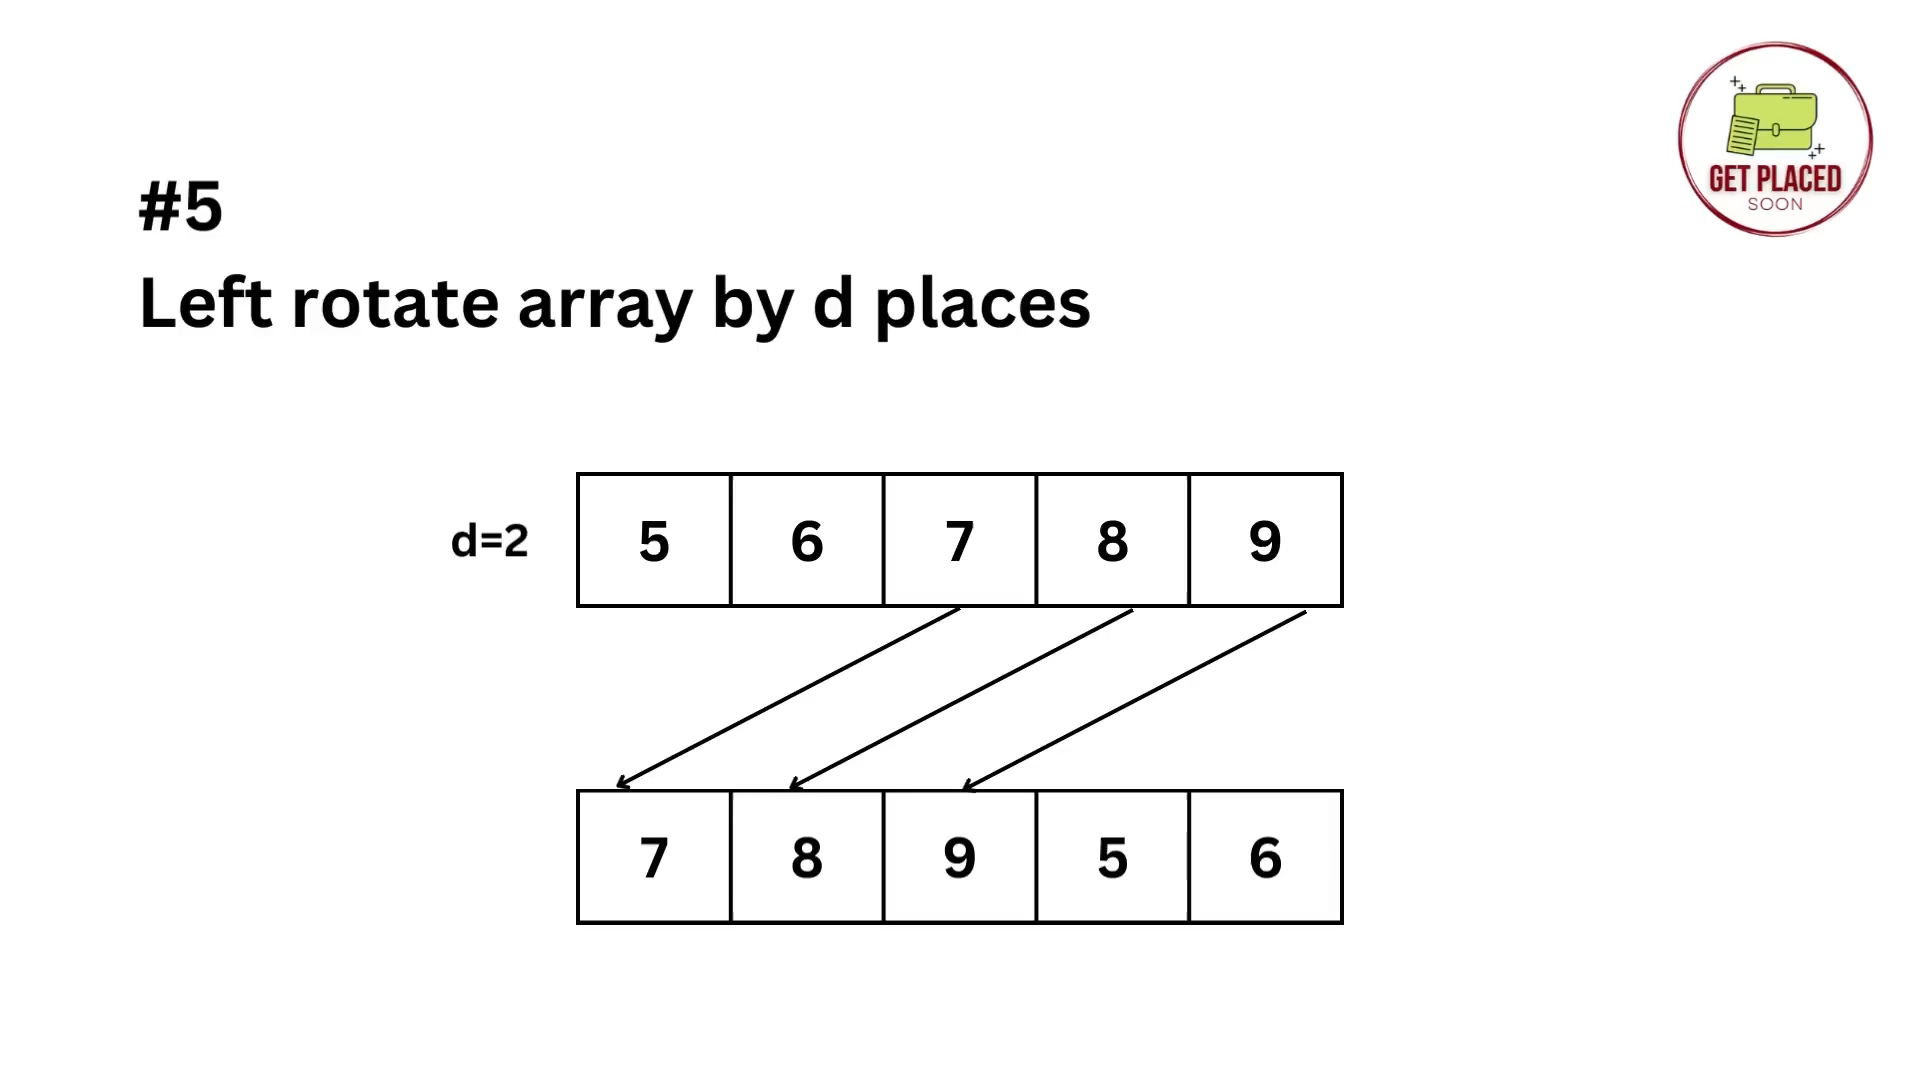 GET PLACED
SOON
#5
Left rotate array by d places
d=2 5 6 7 8 9
7 8 9 5 6